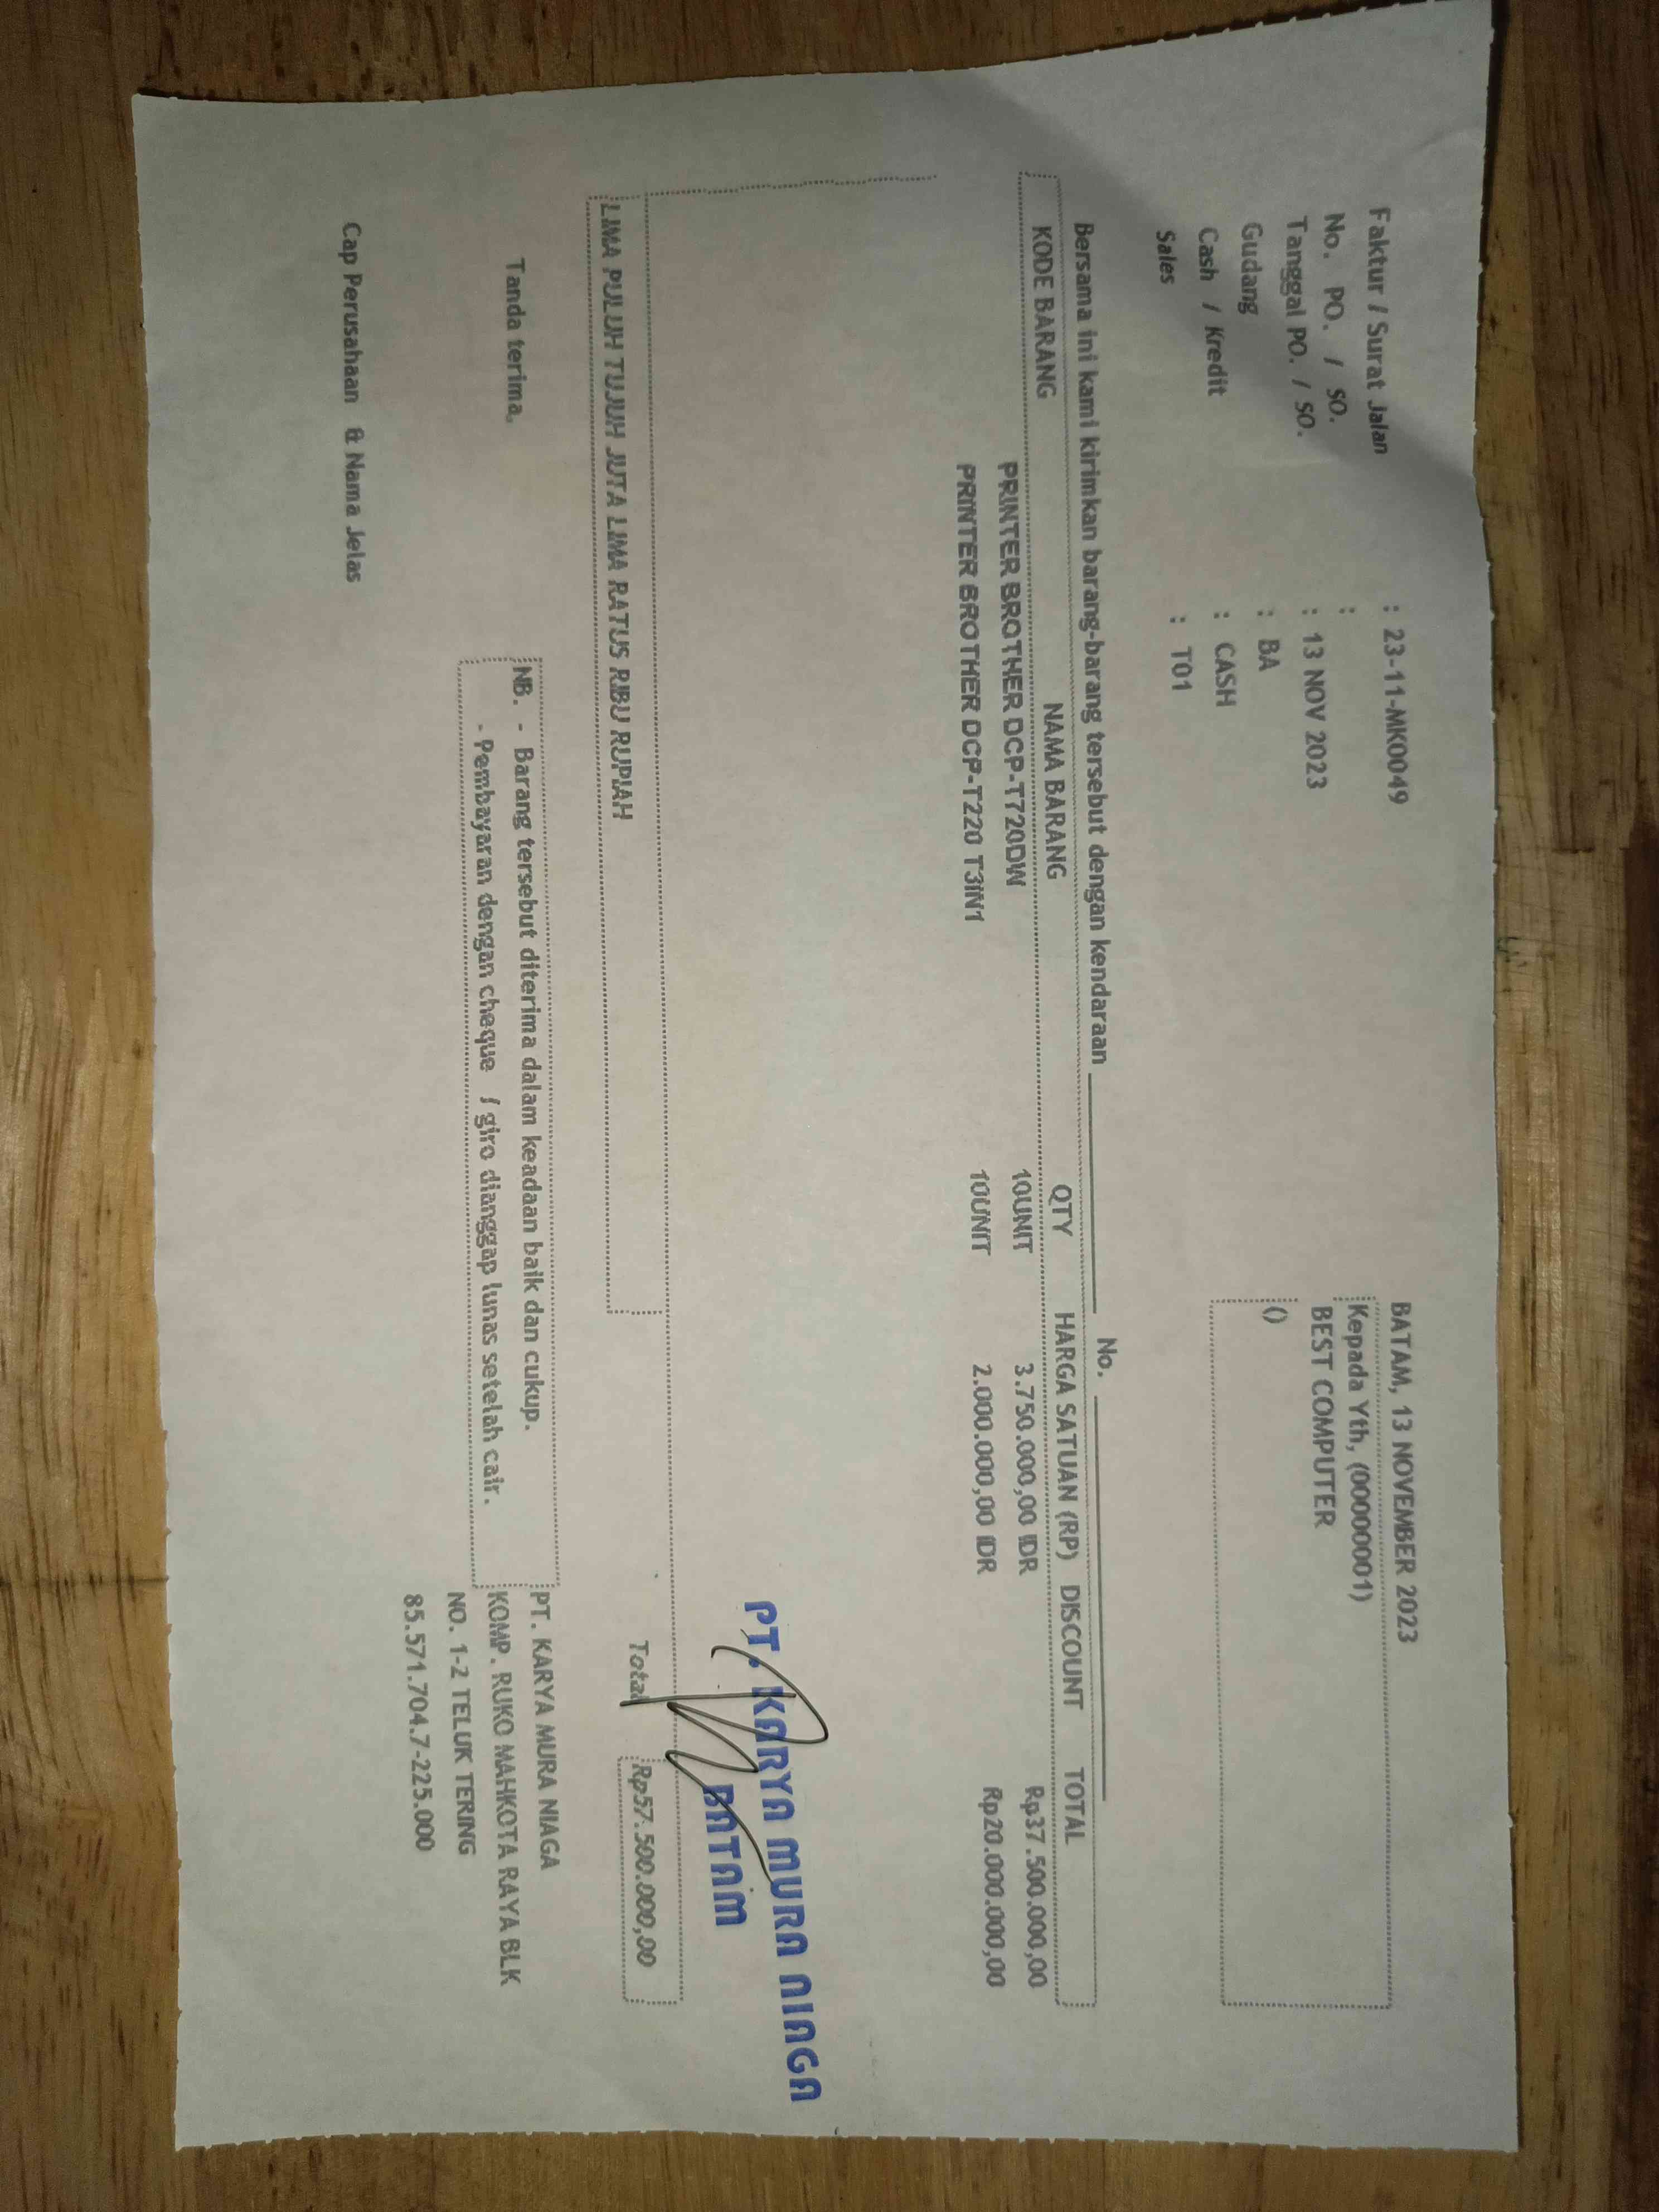 BATAM, 13 NOVEMBER 2023
Faktur / Surat Jalan : 23-11-MK0049
Kepada Yth, (00000001)
No. PO. / SO. :
BEST COMPUTER
Tanggal PO. / SO. : 13 NOV 2023
Gudang : BA
()
Cash / Kredit : CASH
Sales : T01
Bersama ini kami kirimkan barang-barang tersebut dengan kendaraan No.
KODE BARANG NAMA BARANG QTY HARGA SATUAN (RP) DISCOUNT TOTAL
PRINTER BROTHER DCP-T720DW 10UNIT 3.750.000,00 IDR Rp37.500.000,00
PRINTER BROTHER DCP-T220 T3IN1 10UNIT 2.000.000,00 IDR Rp20.000.000,00
PT. KARYA MURA NIAGA
BATAM
LIMA PULUH TUJUH JUTA LIMA RATUS RIBU RUPIAH Total Rp57.500.000,00
Tanda terima,
NB. - Barang tersebut diterima dalam keadaan baik dan cukup.
- Pembayaran dengan cheque / giro dianggap lunas setelah cair.
PT. KARYA MURA NIAGA
KOMP. RUKO MAHKOTA RAYA BLK
NO. 1-2 TELUK TERING
85.571.704.7-225.000
Cap Perusahaan & Nama Jelas